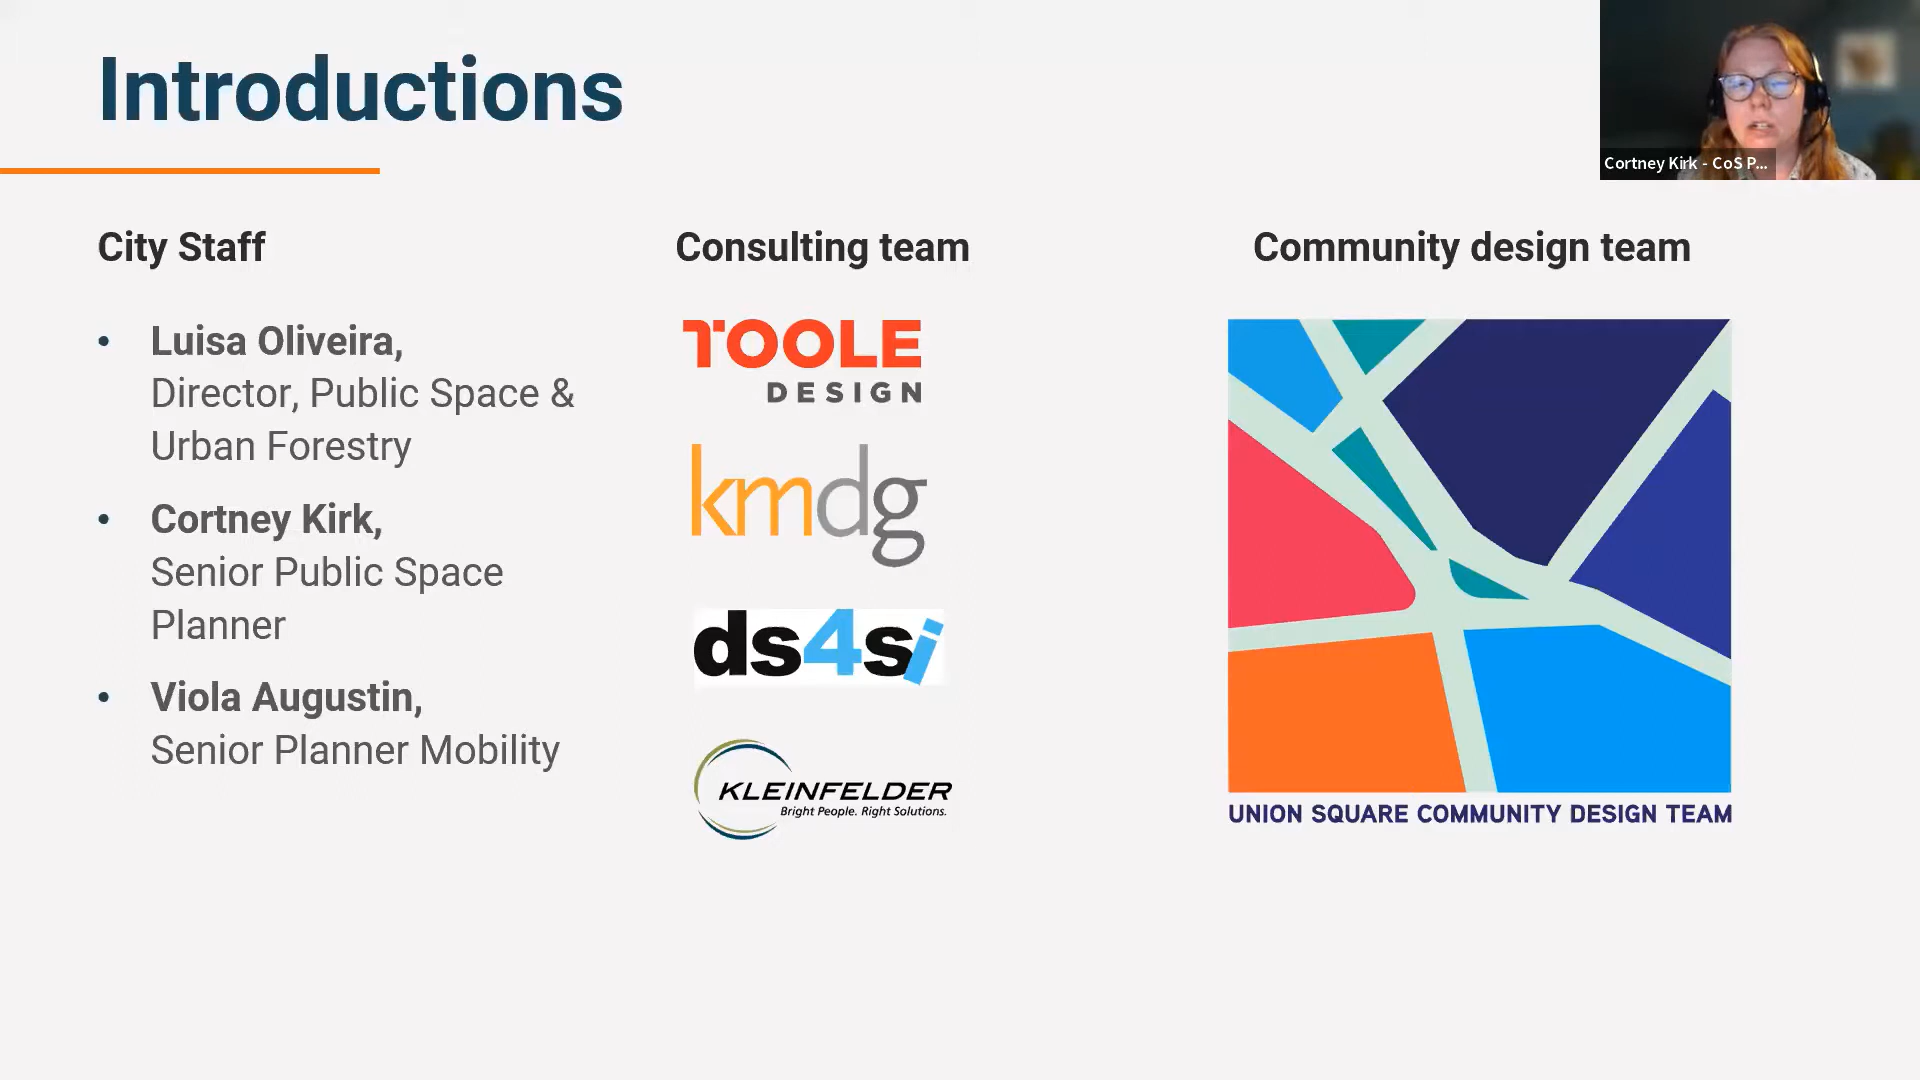 Introductions
Cortney Kirk - CoS P...
City Staff
• Luisa Oliveira,
Director, Public Space &
Urban Forestry
• Cortney Kirk,
Senior Public Space
Planner
• Viola Augustin,
Senior Planner Mobility
Consulting team
TOOLE
DESIGN
kmdg
ds4si
KLEINFELDER
Bright People. Right Solutions.
Community design team
UNION SQUARE COMMUNITY DESIGN TEAM